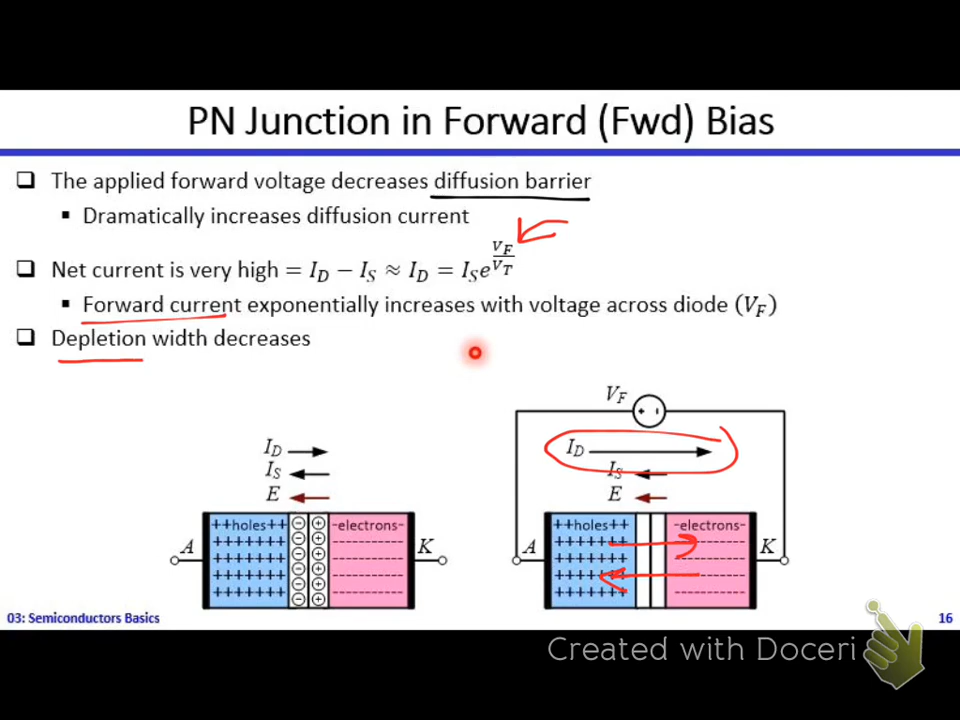 PN Junction in Forward (Fwd) Bias
❑ The applied forward voltage decreases diffusion barrier
▪ Dramatically increases diffusion current
❑ Net current is very high = I_D − I_S ≈ I_D = I_S e^{V_F/V_T}
▪ Forward current exponentially increases with voltage across diode (V_F)
❑ Depletion width decreases
V_F
I_D
I_S
E
I_D
I_S
E
++holes++ -electrons-
A K
++holes++ -electrons-
A K
03: Semiconductors Basics 16
Created with Doceri